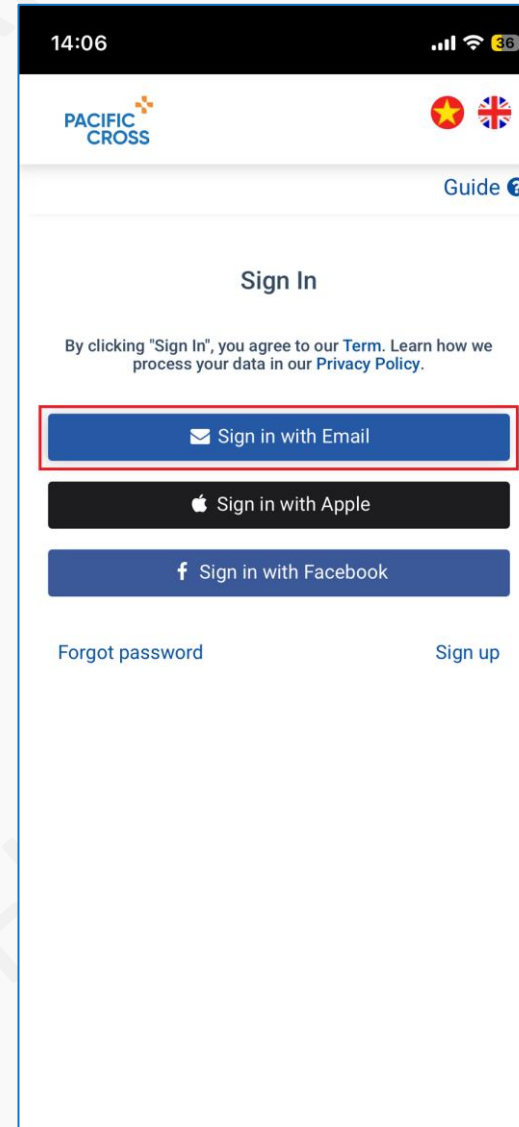 14:06
36
PACIFIC
CROSS
Guide
Sign In
By clicking "Sign In", you agree to our Term. Learn how we
process your data in our Privacy Policy.
Sign in with Email
Sign in with Apple
Sign in with Facebook
Forgot password
Sign up